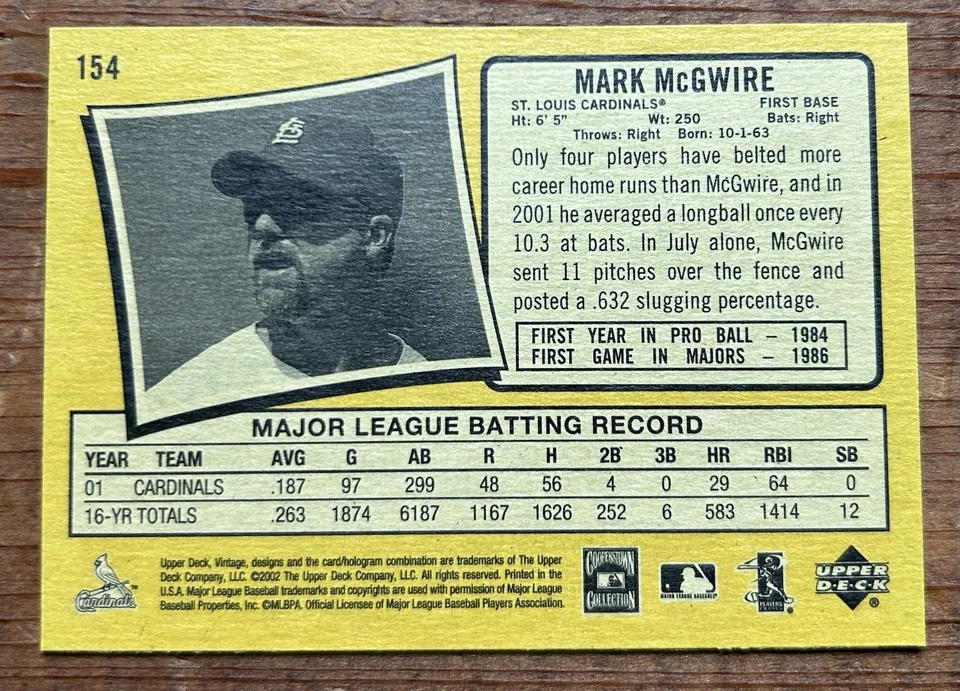 154
MARK McGWIRE
ST. LOUIS CARDINALS® FIRST BASE
Ht: 6' 5" Wt: 250 Bats: Right
Throws: Right Born: 10-1-63
Only four players have belted more
career home runs than McGwire, and in
2001 he averaged a longball once every
10.3 at bats. In July alone, McGwire
sent 11 pitches over the fence and
posted a .632 slugging percentage.
FIRST YEAR IN PRO BALL – 1984
FIRST GAME IN MAJORS – 1986
MAJOR LEAGUE BATTING RECORD
YEAR TEAM AVG G AB R H 2B 3B HR RBI SB
01 CARDINALS .187 97 299 48 56 4 0 29 64 0
16-YR TOTALS .263 1874 6187 1167 1626 252 6 583 1414 12
Cardinals
Upper Deck, Vintage, designs and the card/hologram combination are trademarks of The Upper
Deck Company, LLC. ©2002 The Upper Deck Company, LLC. All rights reserved. Printed in the
U.S.A. Major League Baseball trademarks and copyrights are used with permission of Major League
Baseball Properties, Inc. ©MLBPA. Official Licensee of Major League Baseball Players Association.
COOPERSTOWN
COLLECTION
MAJOR LEAGUE BASEBALL
PLAYERS
CHOICE
UPPER
DECK®